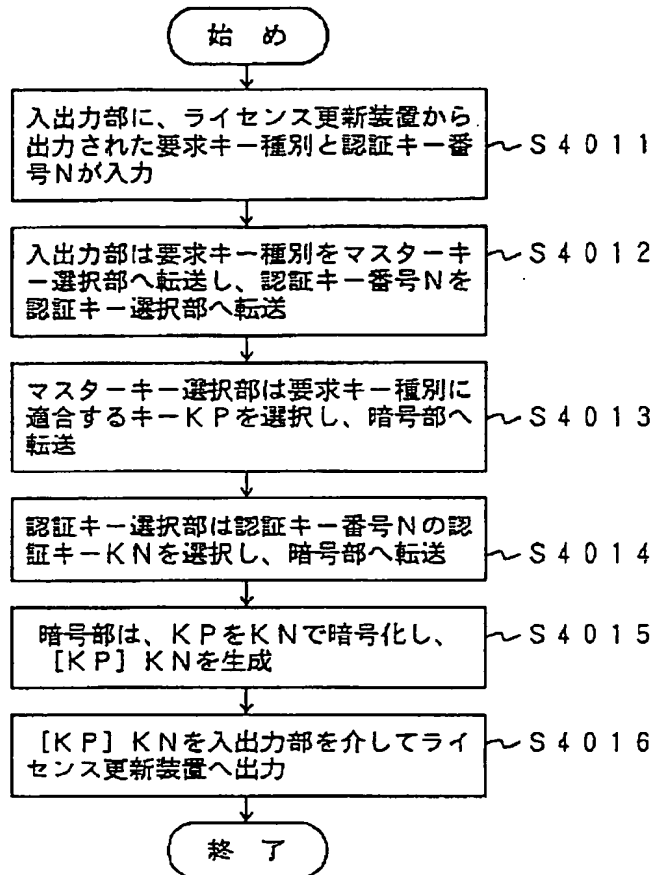 始め
入出力部に、ライセンス更新装置から
出力された要求キー種別と認証キー番
号Nが入力
S4011
入出力部は要求キー種別をマスターキ
ー選択部へ転送し、認証キー番号Nを
認証キー選択部へ転送
S4012
マスターキー選択部は要求キー種別に
適合するキーKPを選択し、暗号部へ
転送
S4013
認証キー選択部は認証キー番号Nの認
証キーKNを選択し、暗号部へ転送
S4014
暗号部は、KPをKNで暗号化し、
[KP]KNを生成
S4015
[KP]KNを入出力部を介してライ
センス更新装置へ出力
S4016
終了